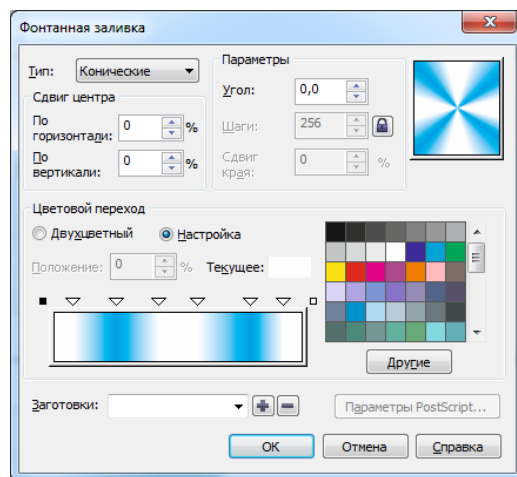 Фонтанная заливка
Тип: Конические
Сдвиг центра
По горизонтали: 0 %
По вертикали: 0 %
Параметры
Угол: 0,0
Шаги: 256
Сдвиг края: 0 %
Цветовой переход
Двухцветный Настройка
Положение: 0 % Текущее:
Другие
Заготовки:
Параметры PostScript...
OK Отмена Справка